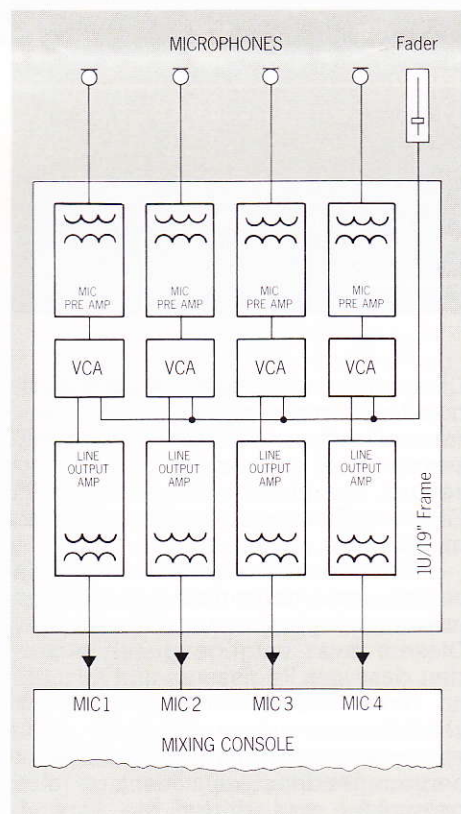 MICROPHONES Fader
MIC PRE AMP
MIC PRE AMP
MIC PRE AMP
MIC PRE AMP
VCA VCA VCA VCA
LINE OUTPUT AMP
LINE OUTPUT AMP
LINE OUTPUT AMP
LINE OUTPUT AMP
1U/19" Frame
MIC 1 MIC 2 MIC 3 MIC 4
MIXING CONSOLE